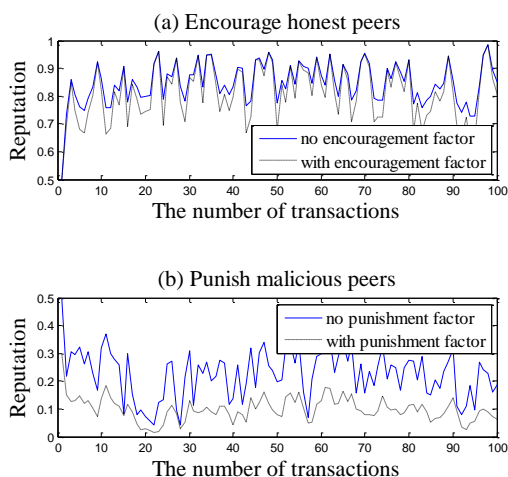 (a) Encourage honest peers
1
0.9
0.8
0.7
0.6
0.5
Reputation
no encouragement factor
with encouragement factor
0 10 20 30 40 50 60 70 80 90 100
The number of transactions
(b) Punish malicious peers
0.5
0.4
0.3
0.2
0.1
0
Reputation
no punishment factor
with punishment factor
0 10 20 30 40 50 60 70 80 90 100
The number of transactions